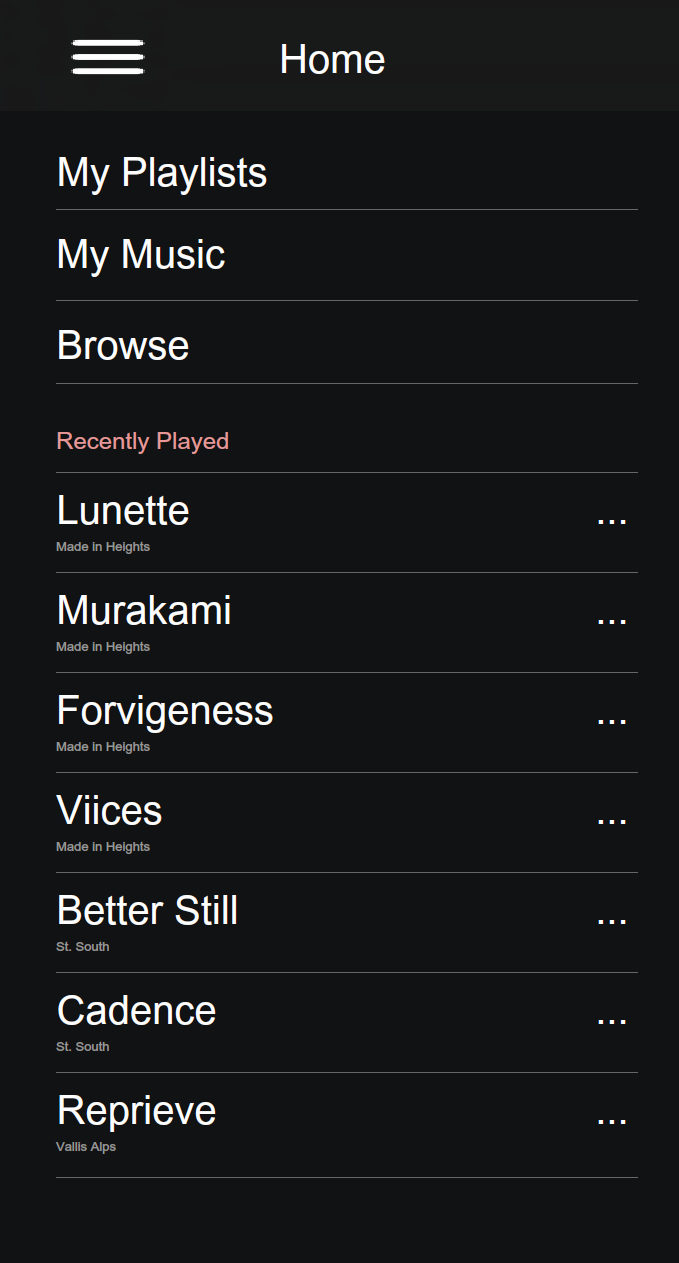 Home
My Playlists
My Music
Browse
Recently Played
Lunette
...
Made in Heights
Murakami
...
Made in Heights
Forvigeness
...
Made in Heights
Viices
...
Made in Heights
Better Still
...
St. South
Cadence
...
St. South
Reprieve
...
Vallis Alps